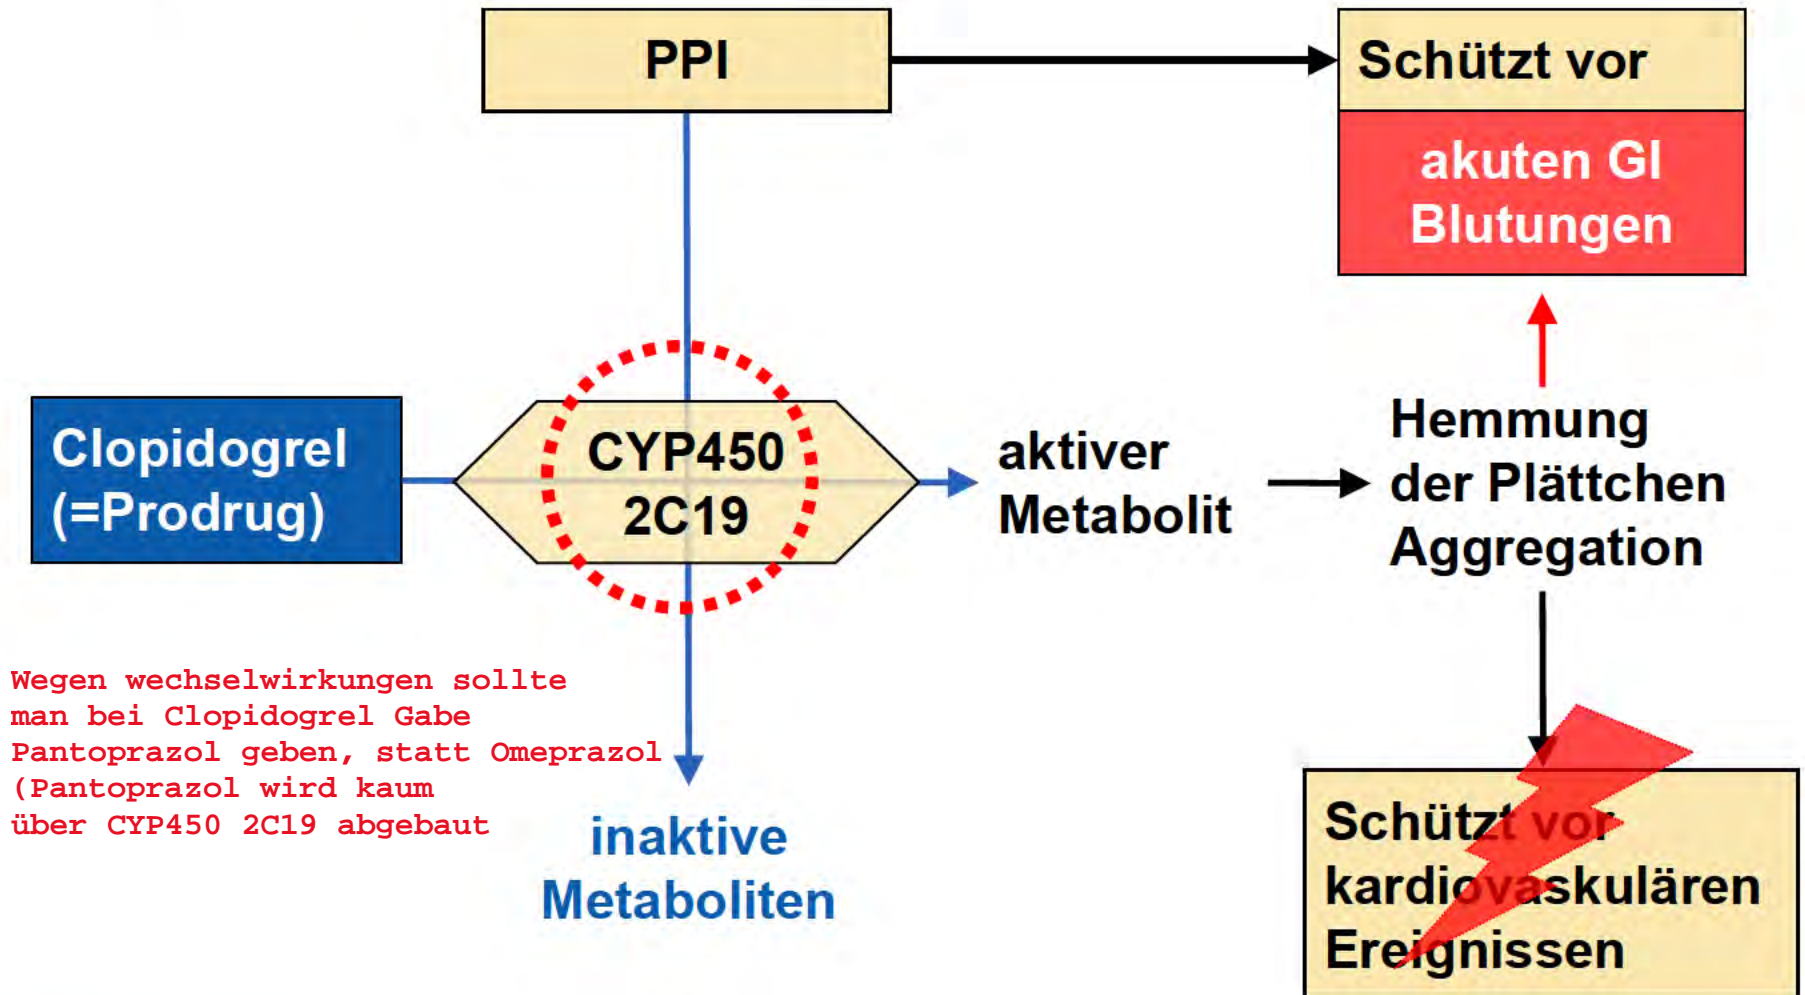 PPI
Schützt vor
akuten GI
Blutungen
Clopidogrel
(=Prodrug)
CYP450
2C19
aktiver
Metabolit
Hemmung
der Plättchen
Aggregation
Wegen wechselwirkungen sollte
man bei Clopidogrel Gabe
Pantoprazol geben, statt Omeprazol
(Pantoprazol wird kaum
über CYP450 2C19 abgebaut
inaktive
Metaboliten
Schützt vor
kardiovaskulären
Ereignissen